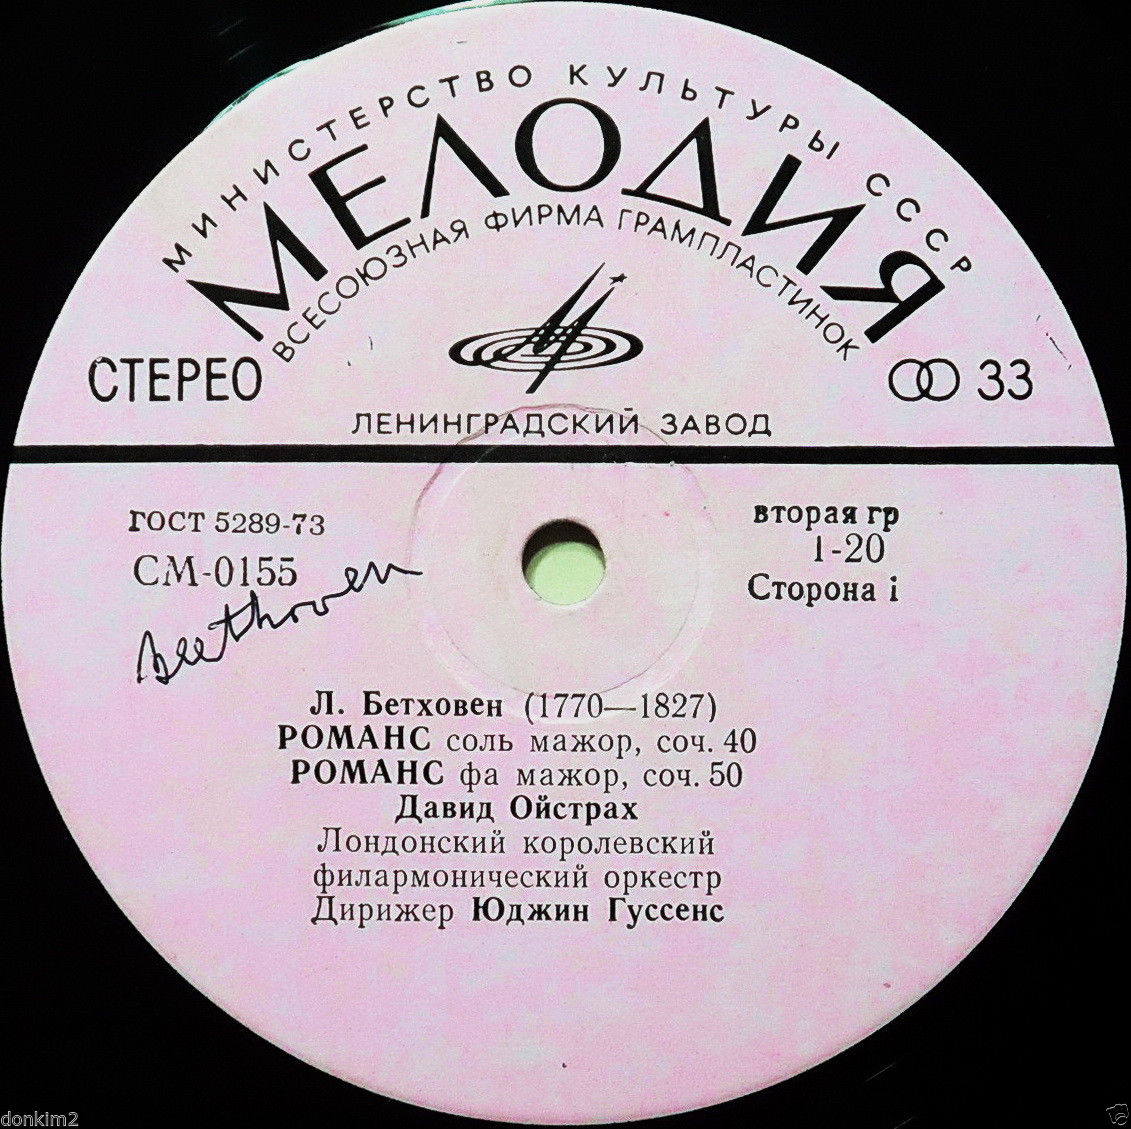 МИНИСТЕРСТВО КУЛЬТУРЫ СССР
МЕЛОДИЯ
ВСЕСОЮЗНАЯ ФИРМА ГРАМПЛАСТИНОК
СТЕРЕО
33
ЛЕНИНГРАДСКИЙ ЗАВОД
ГОСТ 5289-73
СМ-0155
Beethoven
вторая гр
1-20
Сторона i
Л. Бетховен (1770—1827)
РОМАНС соль мажор, соч. 40
РОМАНС фа мажор, соч. 50
Давид Ойстрах
Лондонский королевский
филармонический оркестр
Дирижер Юджин Гуссенс
donkim2